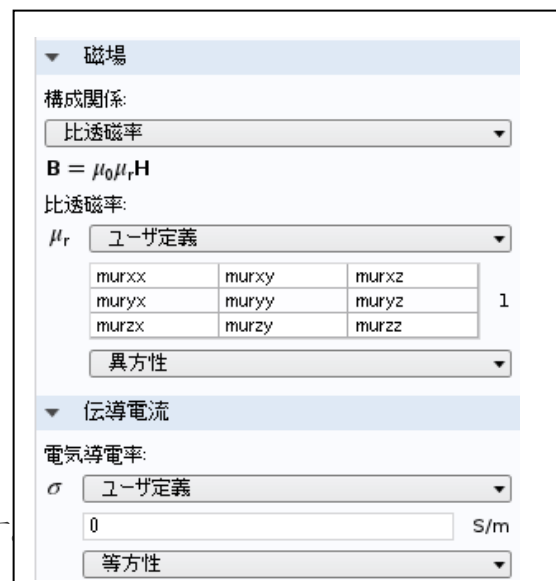 磁場
構成関係:
比透磁率
B = μ0μrH
比透磁率:
μr ユーザ定義
murxx murxy murxz
muryx muryy muryz 1
murzx murzy murzz
異方性
伝導電流
電気導電率:
σ ユーザ定義
0 S/m
等方性